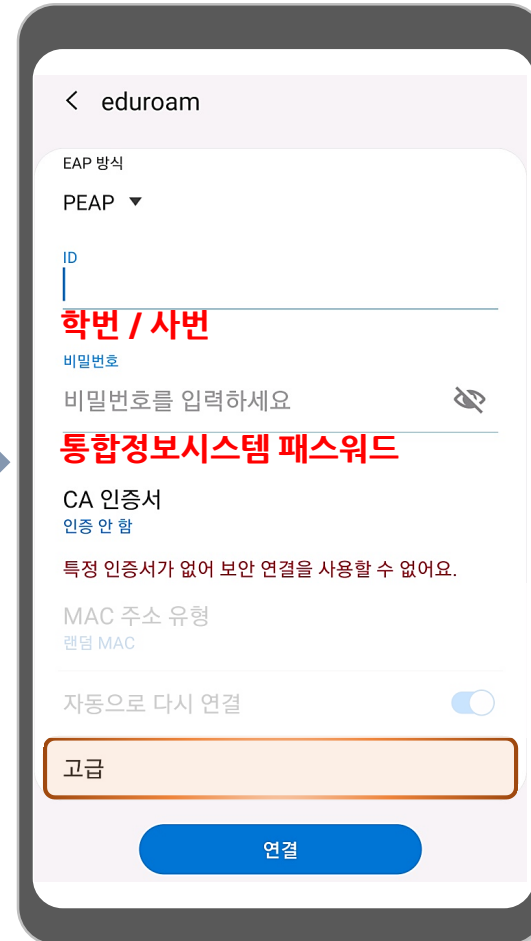 eduroam
EAP 방식
PEAP
ID
학번 / 사번
비밀번호
비밀번호를 입력하세요
통합정보시스템 패스워드
CA 인증서
인증 안 함
특정 인증서가 없어 보안 연결을 사용할 수 없어요.
MAC 주소 유형
랜덤 MAC
자동으로 다시 연결
고급
연결